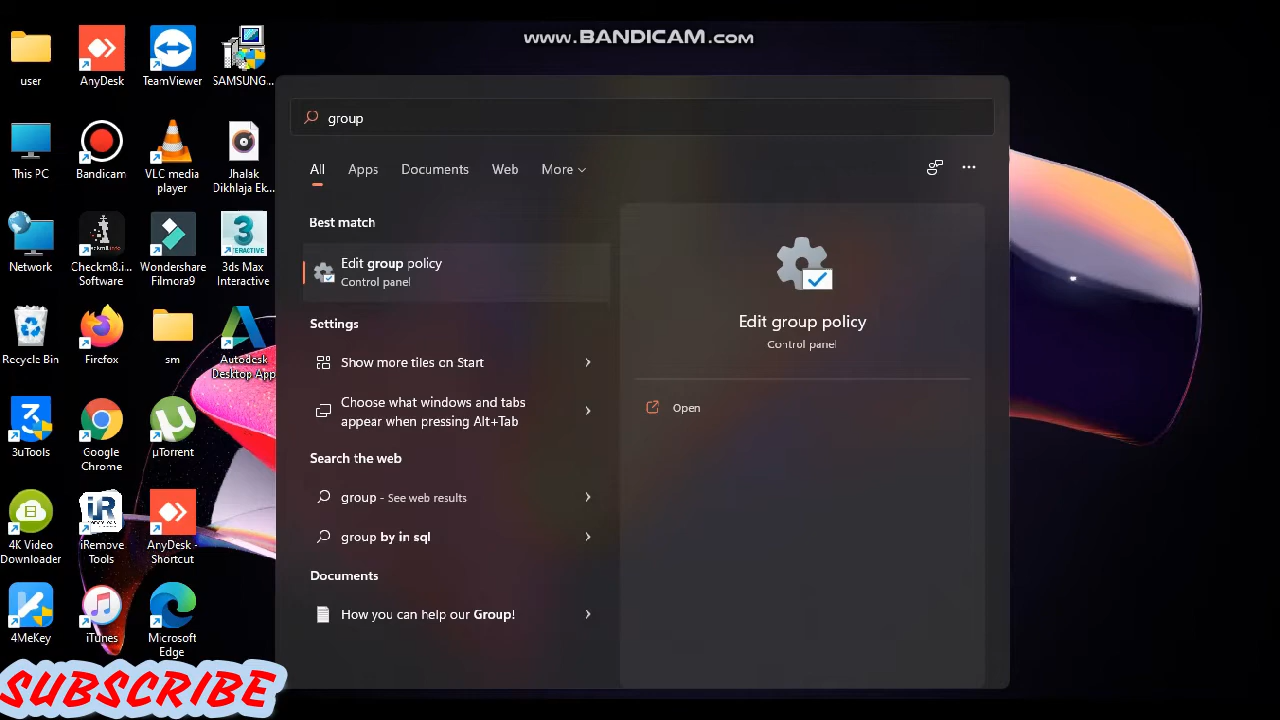 www.BANDICAM.com
user
AnyDesk
TeamViewer
SAMSUNG...
This PC
Bandicam
VLC media
player
Jhalak
Dikhlaja Ek...
Network
Checkm8.i...
Software
Wondershare
Filmora9
3ds Max
Interactive
Recycle Bin
Firefox
sm
Autodesk
Desktop App
3uTools
Google
Chrome
µTorrent
4K Video
Downloader
iRemove
Tools
AnyDesk -
Shortcut
4MeKey
iTunes
Microsoft
Edge
SUBSCRIBE
group
All
Apps
Documents
Web
More
Best match
Edit group policy
Control panel
Settings
Show more tiles on Start
Choose what windows and tabs
appear when pressing Alt+Tab
Search the web
group - See web results
group by in sql
Documents
How you can help our Group!
Edit group policy
Control panel
Open